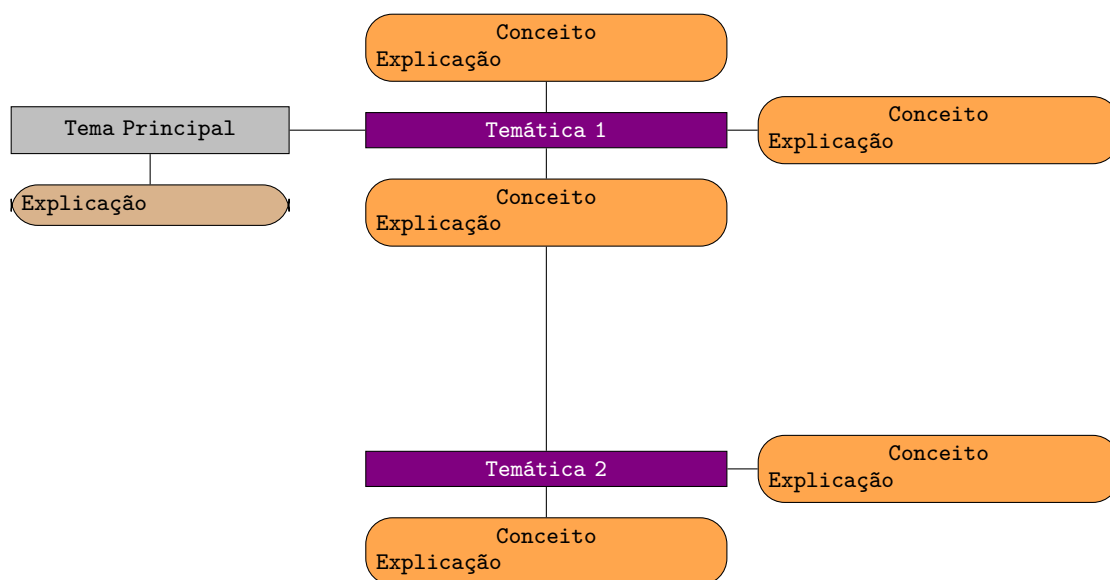 Conceito
Explicação
Tema Principal
Temática 1
Conceito
Explicação
Explicação
Conceito
Explicação
Temática 2
Conceito
Explicação
Conceito
Explicação